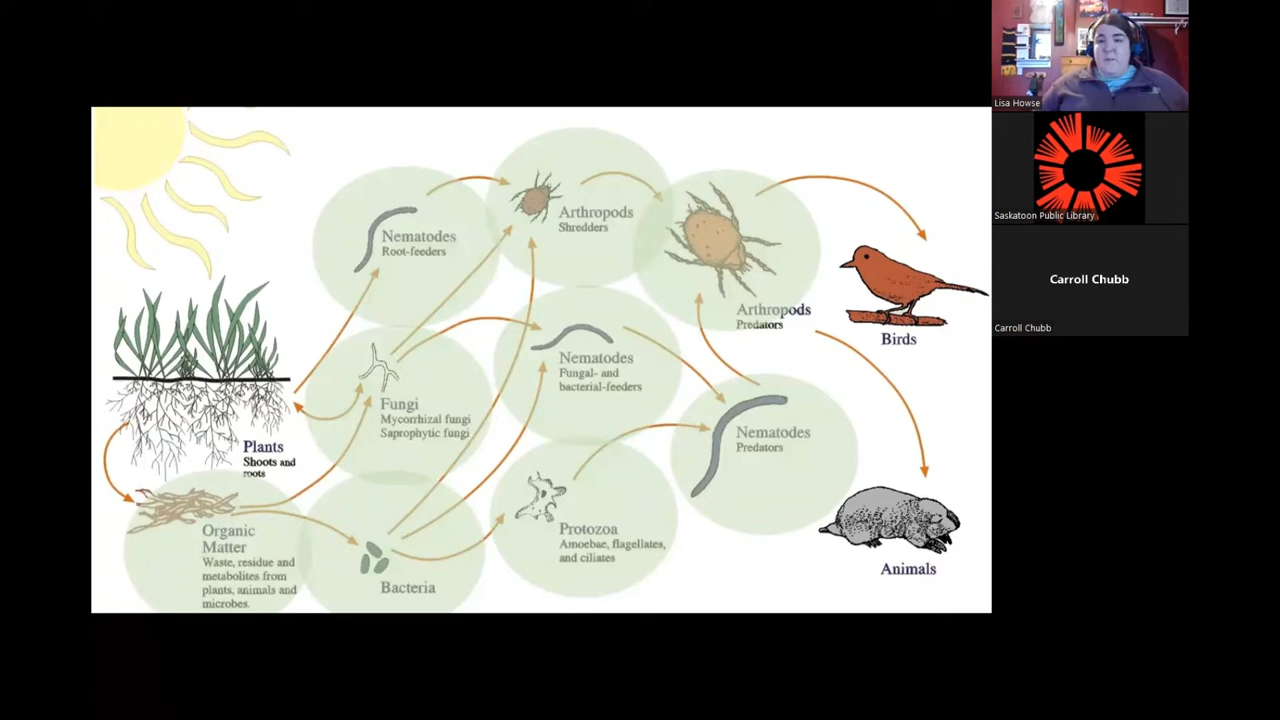 Nematodes
Root-feeders
Arthropods
Shredders
Arthropods
Predators
Birds
Fungi
Mycorrhizal fungi
Saprophytic fungi
Nematodes
Fungal- and
bacterial-feeders
Nematodes
Predators
Plants
Shoots and
roots
Organic
Matter
Waste, residue and
metabolites from
plants, animals and
microbes.
Bacteria
Protozoa
Amoebae, flagellates,
and ciliates
Animals
Lisa Howse
Saskatoon Public Library
Carroll Chubb
Carroll Chubb